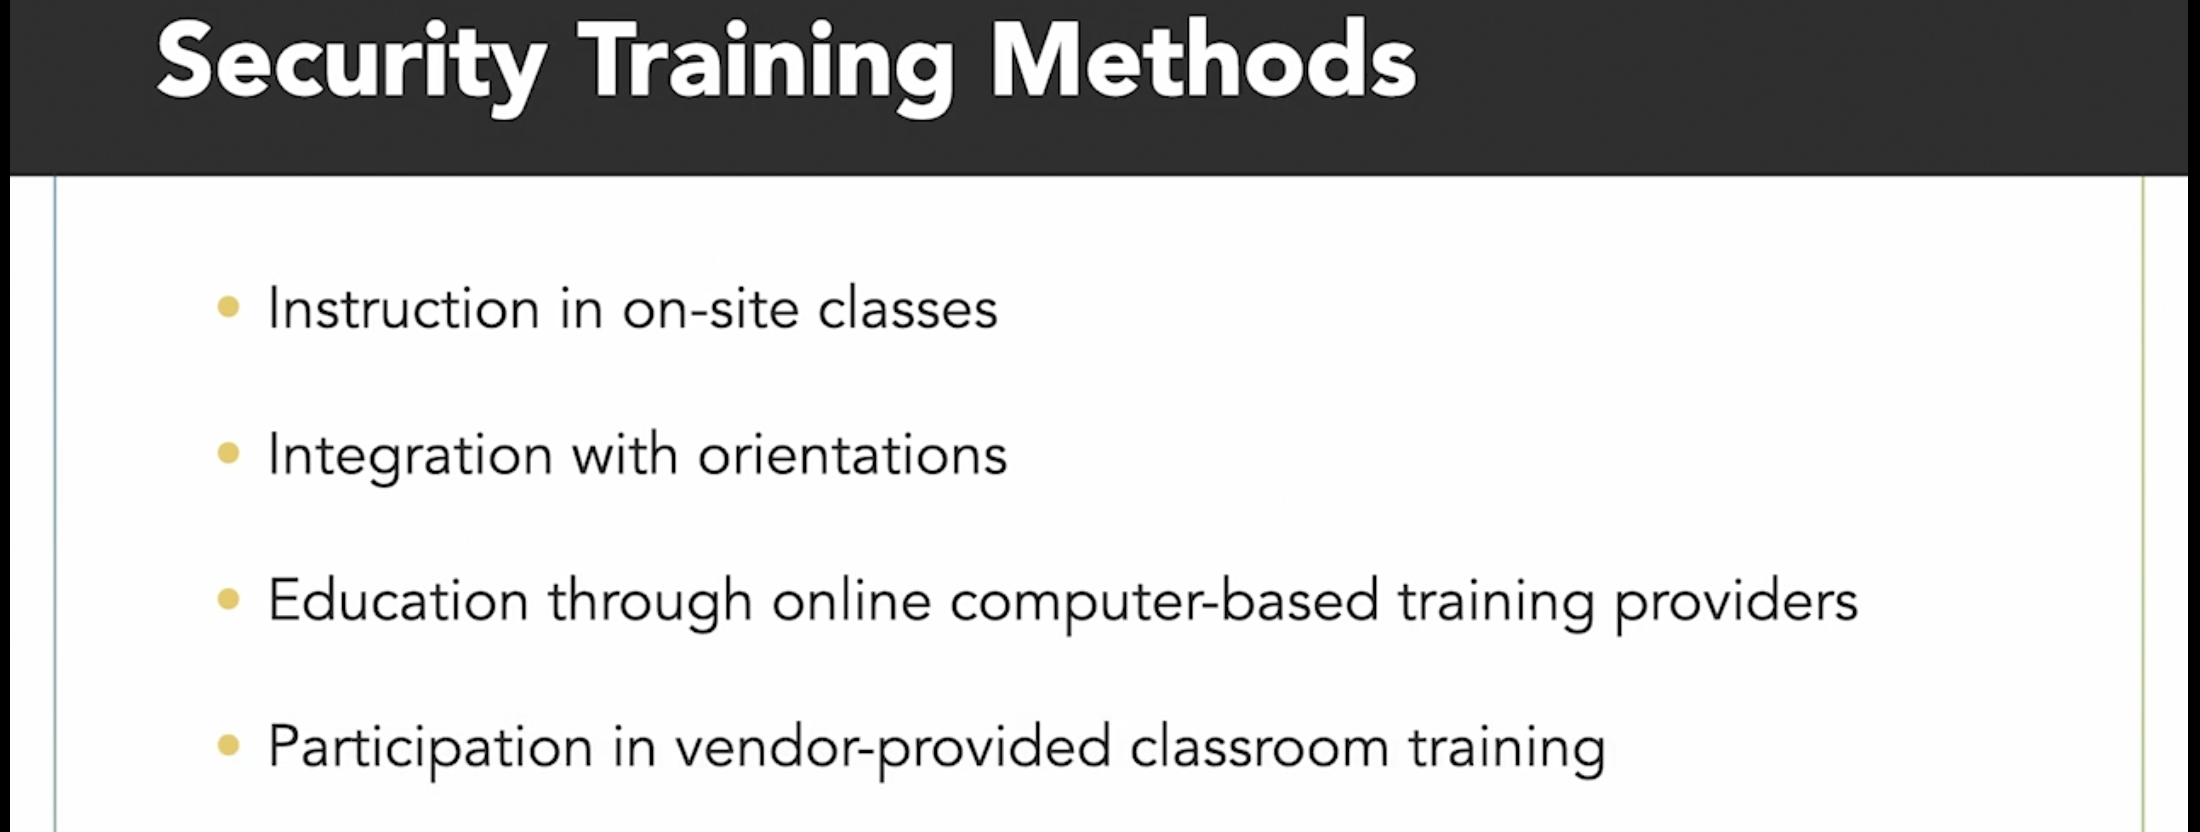 Security Training Methods
Instruction in on-site classes
Integration with orientations
Education through online computer-based training providers
Participation in vendor-provided classroom training